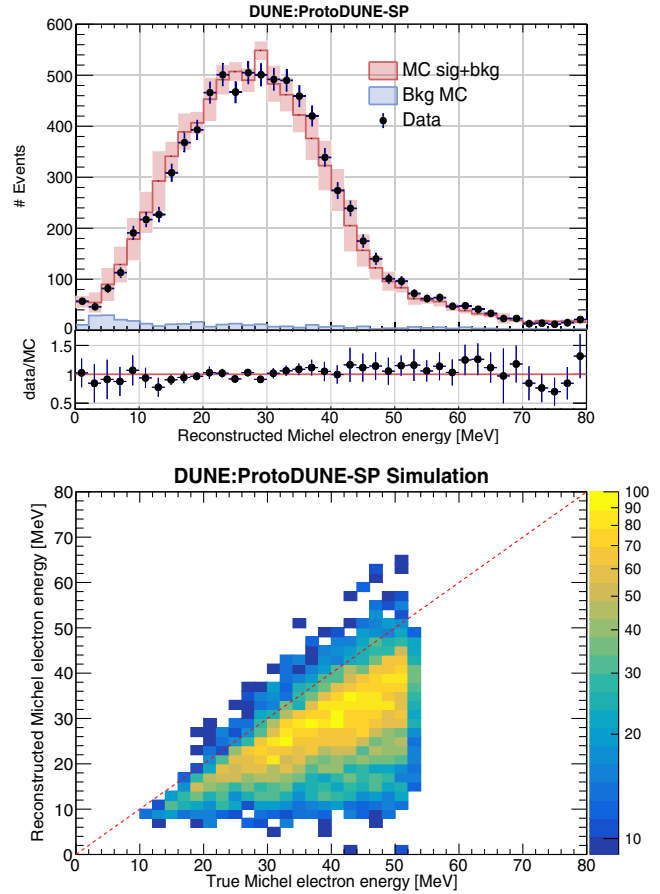 DUNE:ProtoDUNE-SP
600
500
400
300
200
100
0
# Events
MC sig+bkg
Bkg MC
Data
1.5
1
0.5
data/MC
0 10 20 30 40 50 60 70 80
Reconstructed Michel electron energy [MeV]
DUNE:ProtoDUNE-SP Simulation
80
70
60
50
40
30
20
10
0
Reconstructed Michel electron energy [MeV]
100
90
80
70
60
50
40
30
20
10
0 10 20 30 40 50 60 70 80
True Michel electron energy [MeV]